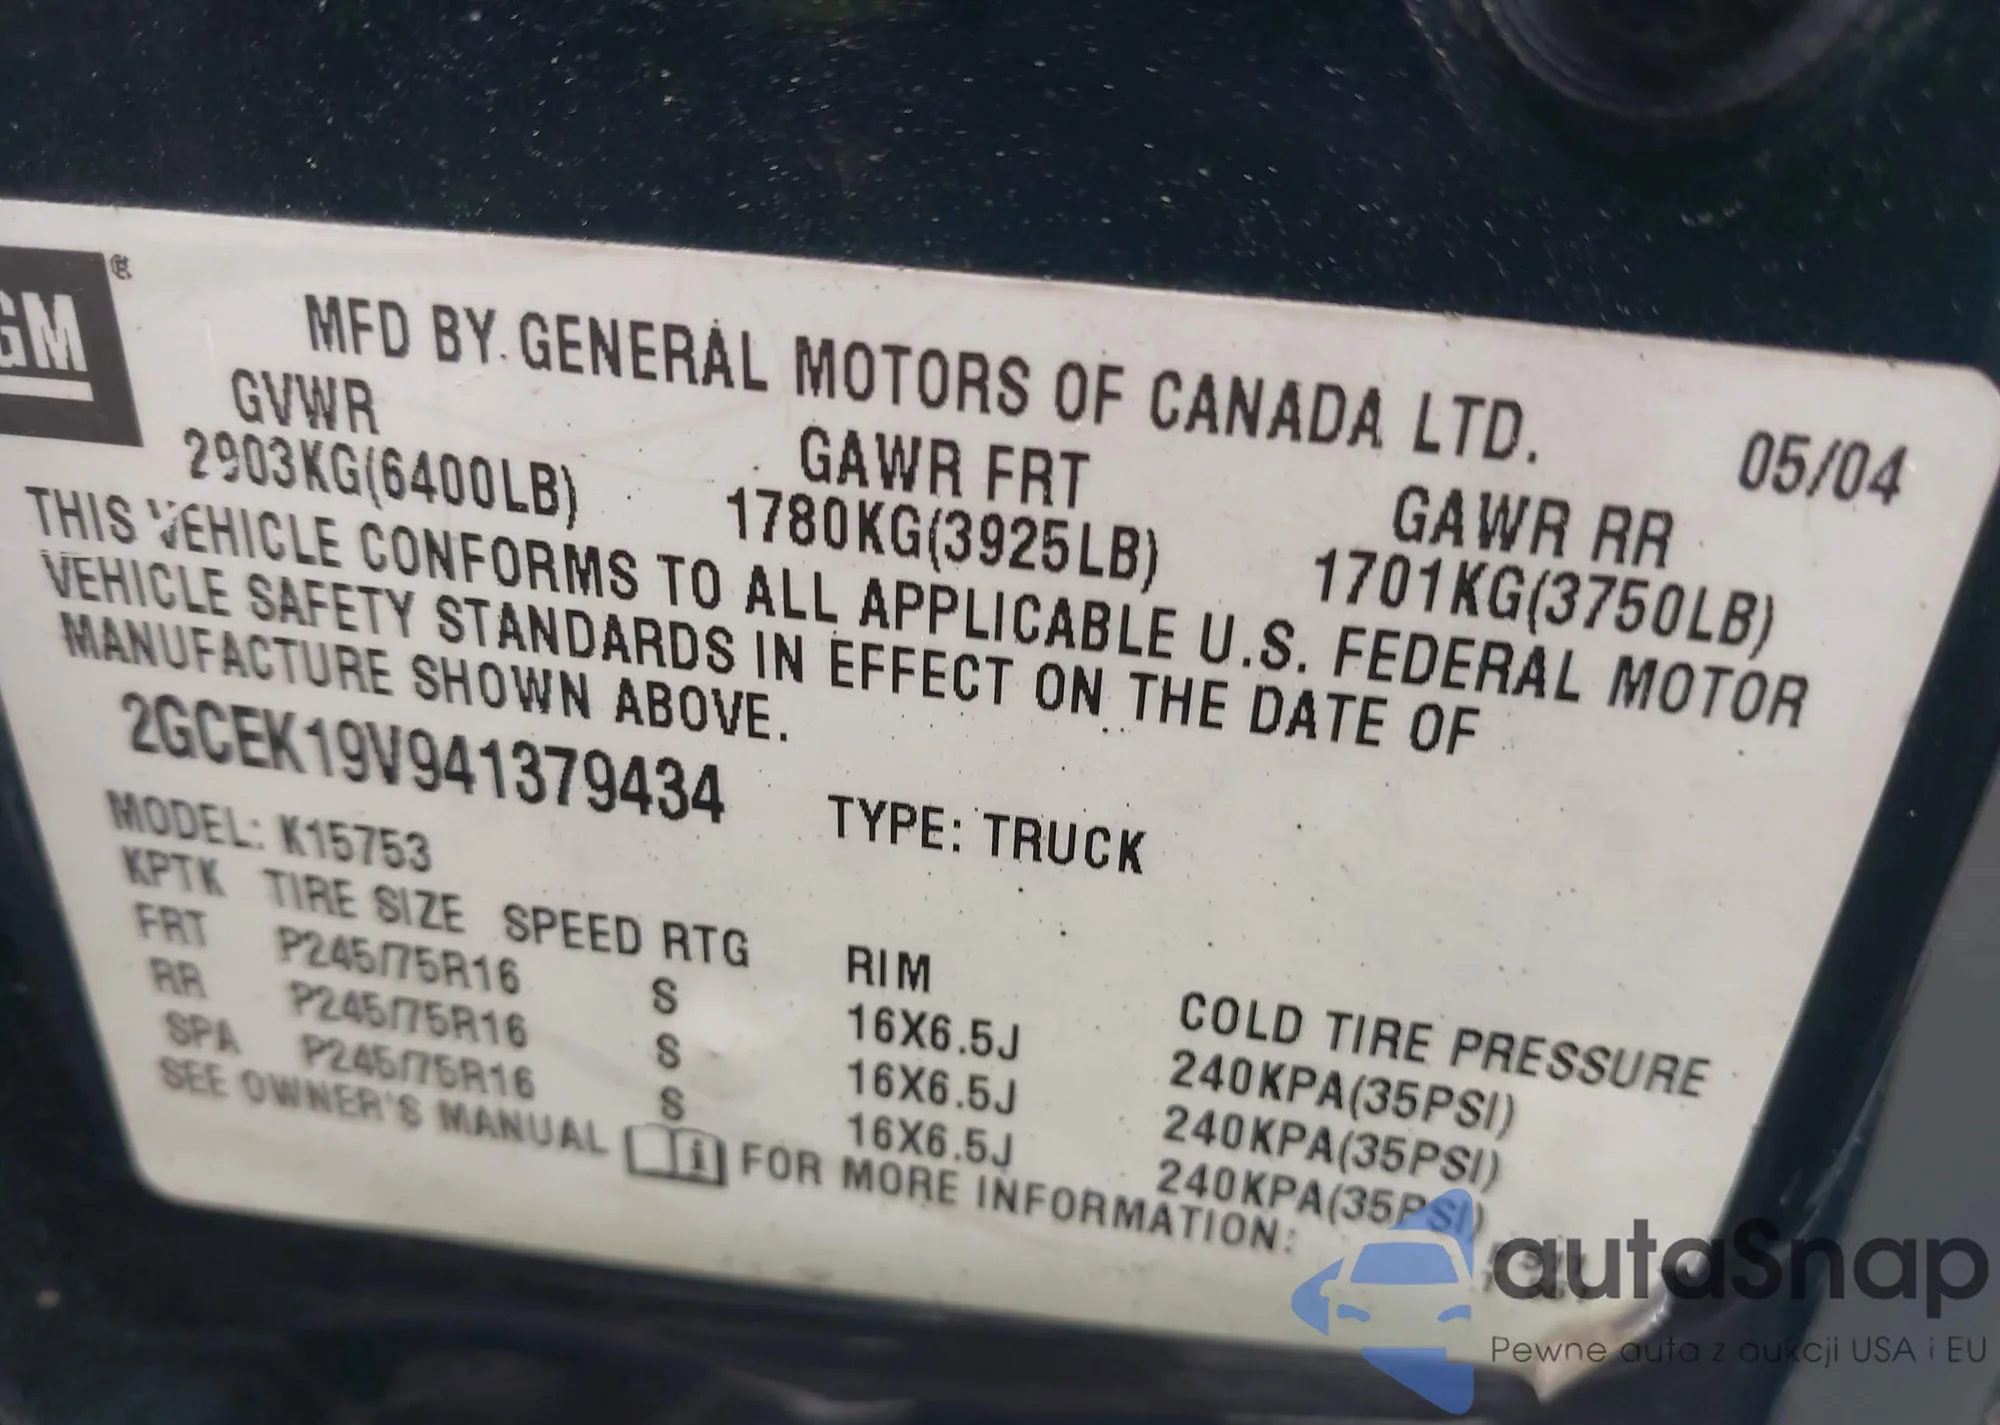 GM
MFD BY GENERAL MOTORS OF CANADA LTD.
05/04
GVWR GAWR FRT GAWR RR
2903KG(6400LB) 1780KG(3925LB) 1701KG(3750LB)
THIS VEHICLE CONFORMS TO ALL APPLICABLE U.S. FEDERAL MOTOR
VEHICLE SAFETY STANDARDS IN EFFECT ON THE DATE OF
MANUFACTURE SHOWN ABOVE.
2GCEK19V941379434 TYPE: TRUCK
MODEL: K15753
KPTK TIRE SIZE SPEED RTG RIM COLD TIRE PRESSURE
FRT P245/75R16 S 16X6.5J 240KPA(35PSI)
RR P245/75R16 S 16X6.5J 240KPA(35PSI)
SPA P245/75R16 S 16X6.5J 240KPA(35PSI)
SEE OWNER'S MANUAL FOR MORE INFORMATION:
autaSnap
Pewne auta z aukcji USA i EU